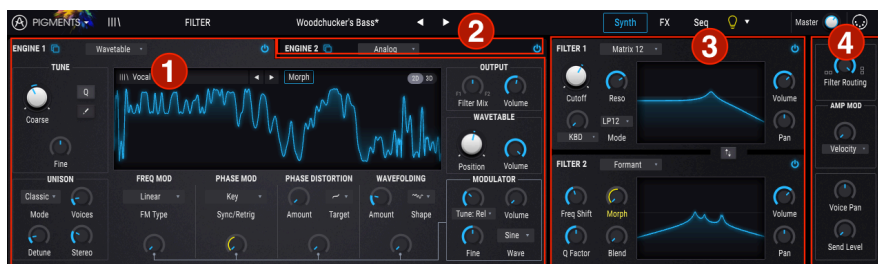 PIGMENTS
FILTER
Woodchucker's Bass*
Synth
FX
Seq
Master
ENGINE 1
Wavetable
TUNE
Q
Coarse
Fine
1
Vocal
Morph
2D 3D
UNISON
Classic
Mode
Voices
Detune
Stereo
FREQ MOD
Linear
FM Type
PHASE MOD
Key
Sync/Retrig
PHASE DISTORTION
Amount
Target
WAVEFOLDING
Amount
Shape
2
ENGINE 2
Analog
OUTPUT
F1
F2
Filter Mix
Volume
WAVETABLE
Position
Volume
MODULATOR
Tune: Rel
Volume
Fine
Sine
Wave
3
FILTER 1
Matrix 12
Cutoff
Reso
KBD
LP12
Mode
Volume
Pan
FILTER 2
Formant
Freq Shift
Morph
Q Factor
Blend
Volume
Pan
4
Filter Routing
AMP MOD
Velocity
Voice Pan
Send Level